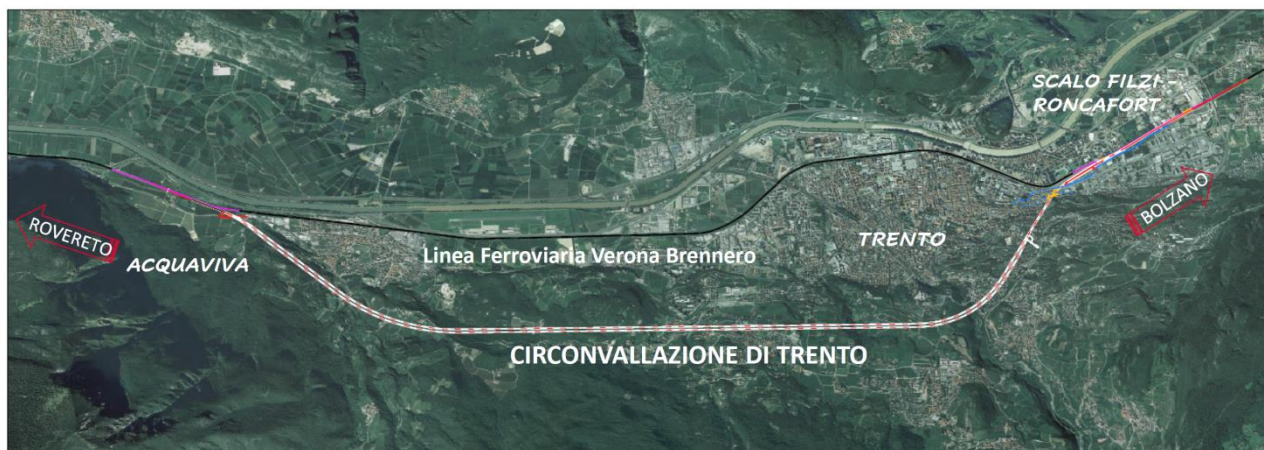 SCALO FILZI -
RONCAFORT
BOLZANO
ROVERETO
ACQUAVIVA
TRENTO
Linea Ferroviaria Verona Brennero
CIRCONVALLAZIONE DI TRENTO